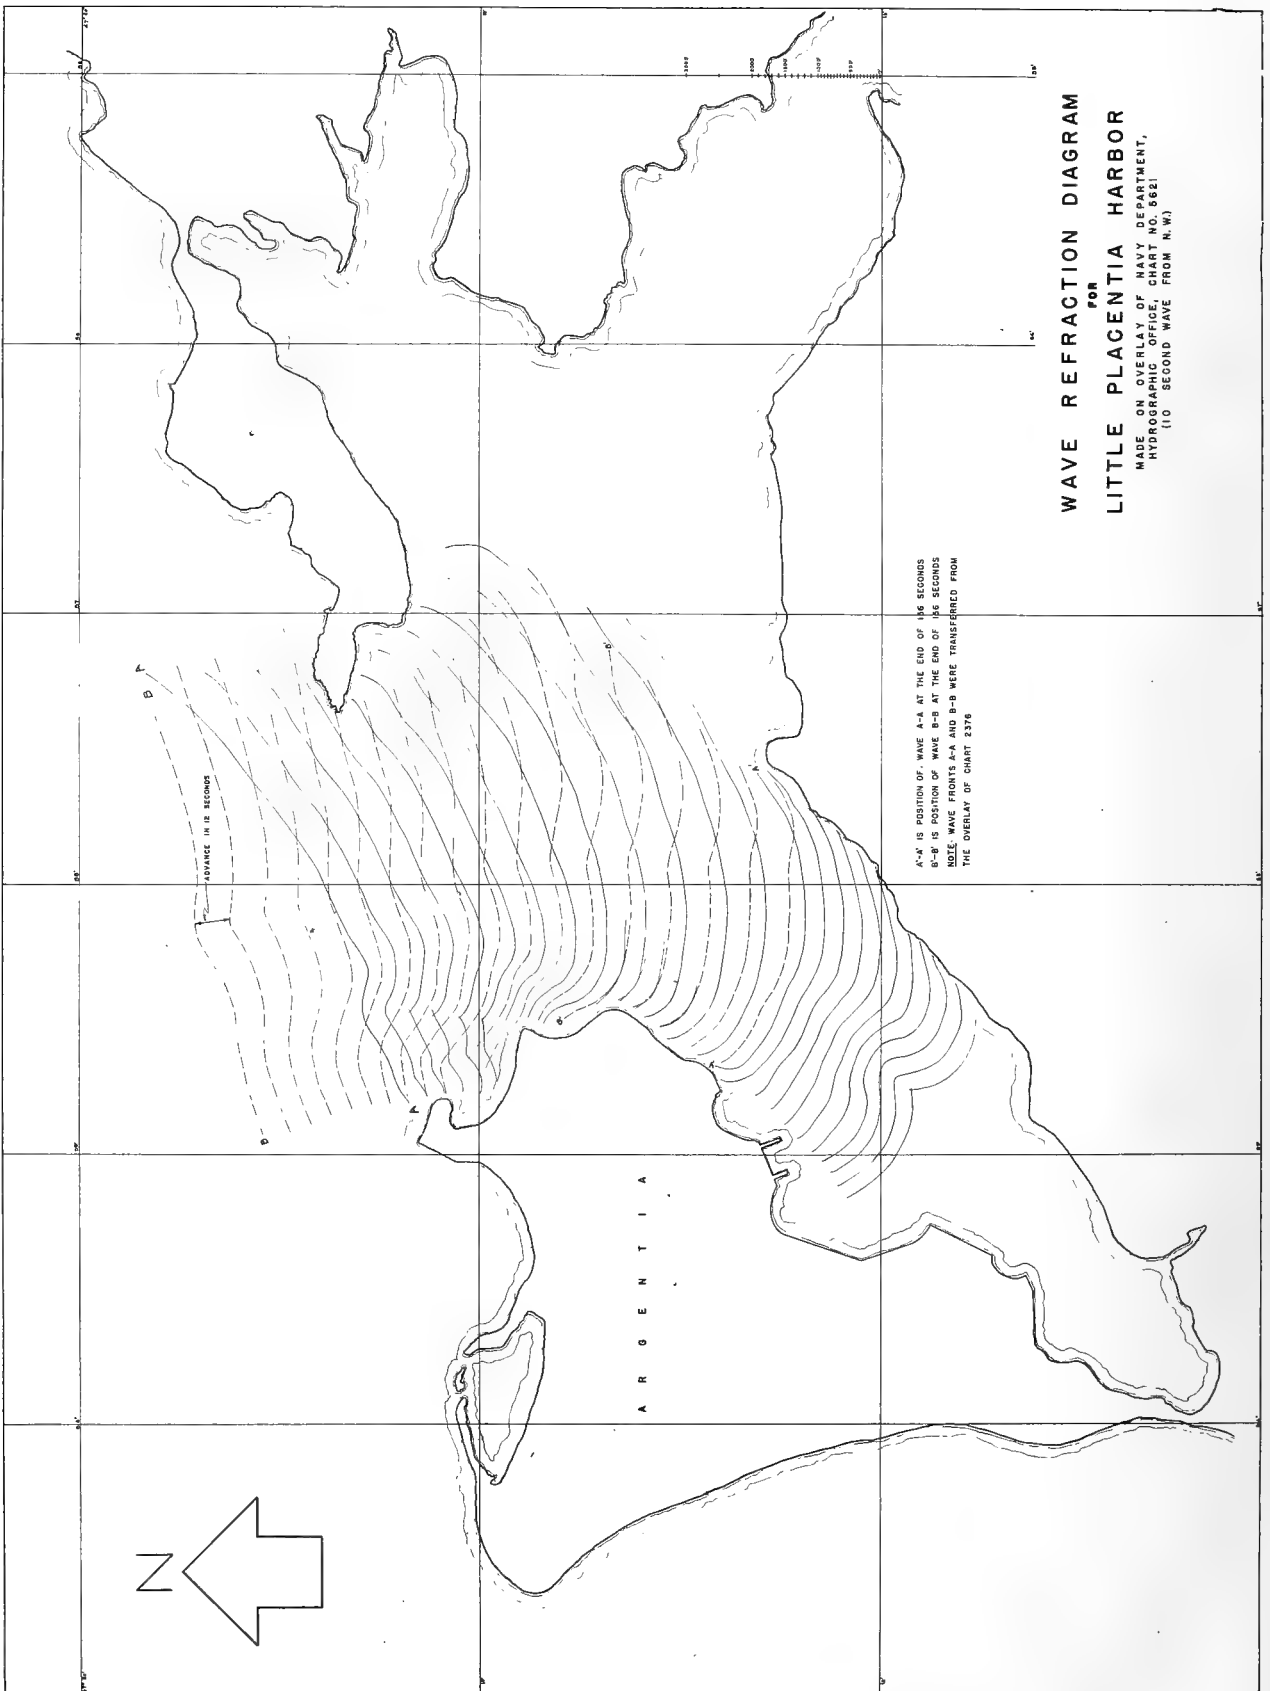 WAVE REFRACTION DIAGRAM
FOR
LITTLE PLACENTIA HARBOR
MADE ON OVERLAY OF NAVY DEPARTMENT,
HYDROGRAPHIC OFFICE, CHART NO. 5621
(10 SECOND WAVE FROM N.W.)
A'-A' IS POSITION OF WAVE A-A AT THE END OF 156 SECONDS
B'-B' IS POSITION OF WAVE B-B AT THE END OF 156 SECONDS
NOTE- WAVE FRONTS A-A AND B-B WERE TRANSFERRED FROM
THE OVERLAY OF CHART 2376
ADVANCE IN 12 SECONDS
ARGENTIA
N
A
B
A
B
A'
B'